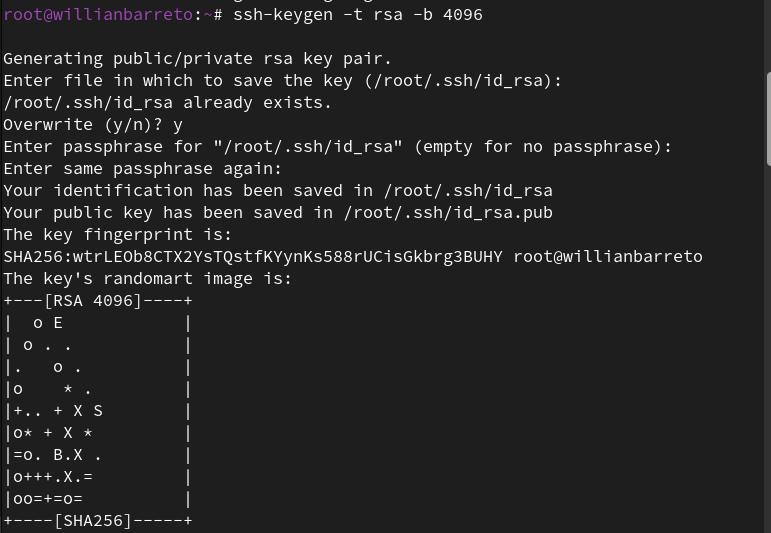 root@willianbarreto:~# ssh-keygen -t rsa -b 4096
Generating public/private rsa key pair.
Enter file in which to save the key (/root/.ssh/id_rsa):
/root/.ssh/id_rsa already exists.
Overwrite (y/n)? y
Enter passphrase for "/root/.ssh/id_rsa" (empty for no passphrase):
Enter same passphrase again:
Your identification has been saved in /root/.ssh/id_rsa
Your public key has been saved in /root/.ssh/id_rsa.pub
The key fingerprint is:
SHA256:wtrLEOb8CTX2YsTQstfKYynKs588rUCisGkbrg3BUHY root@willianbarreto
The key's randomart image is:
+---[RSA 4096]----+
|  o E            |
| o . .           |
|.   o .          |
|o    * .         |
|+.. + X S        |
|o* + X *         |
|=o. B.X .        |
|o+++.X.=         |
|oo=+=o=          |
+----[SHA256]-----+